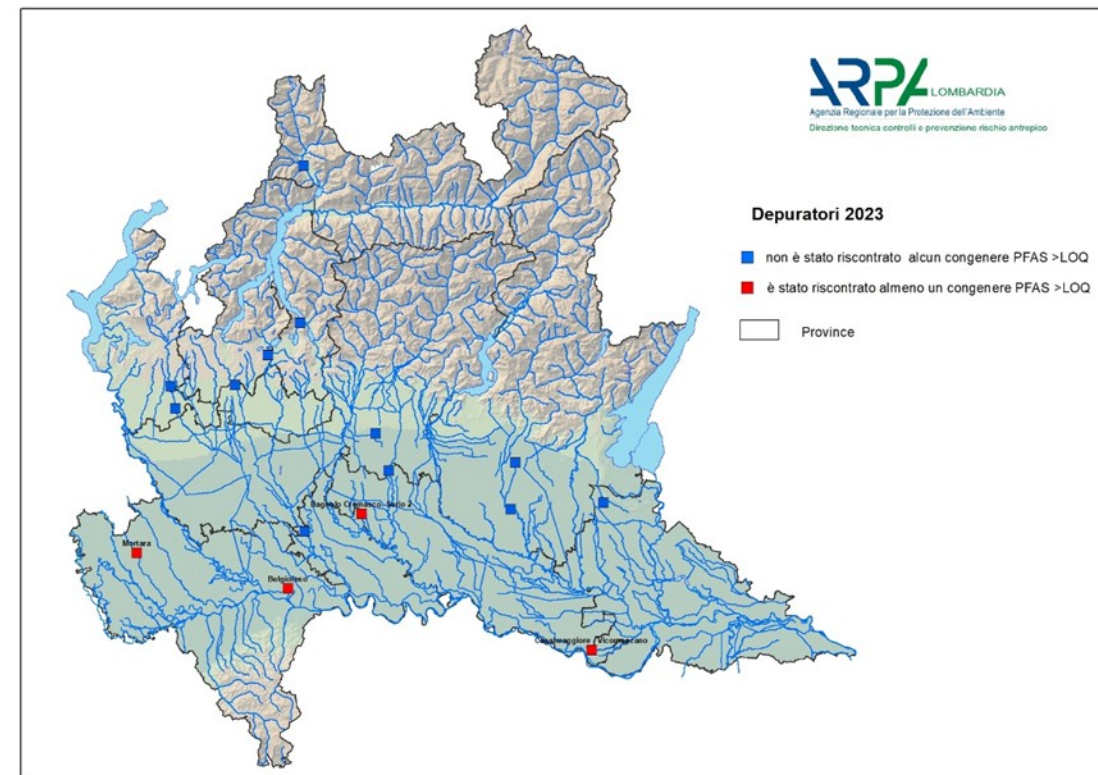 ARPA LOMBARDIA
Agenzia Regionale per la Protezione dell'Ambiente
Direzione tecnica controlli e prevenzione rischio antropico
Depuratori 2023
non è stato riscontrato alcun congenere PFAS >LOQ
è stato riscontrato almeno un congenere PFAS >LOQ
Province
Mortara
Belgioioso